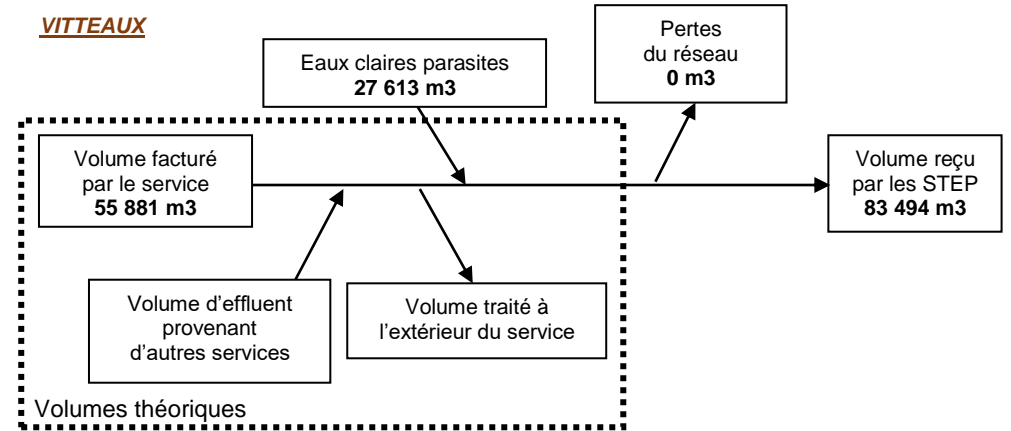 VITTEAUX
Eaux claires parasites
27 613 m3
Pertes
du réseau
0 m3
Volume facturé
par le service
55 881 m3
Volume reçu
par les STEP
83 494 m3
Volume d'effluent
provenant
d'autres services
Volume traité à
l'extérieur du service
Volumes théoriques